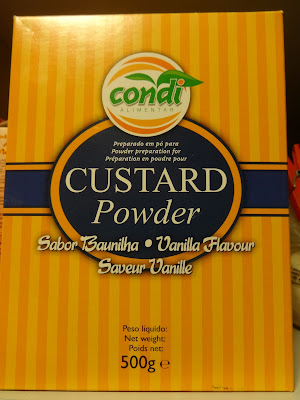 condi
ALIMENTAR
Preparado em pó para
Powder preparation for
Préparation en poudre pour
CUSTARD
Powder
Sabor Baunilha • Vanilla Flavour
Saveur Vanille
Peso líquido:
Net weight:
Poids net:
500g ℮